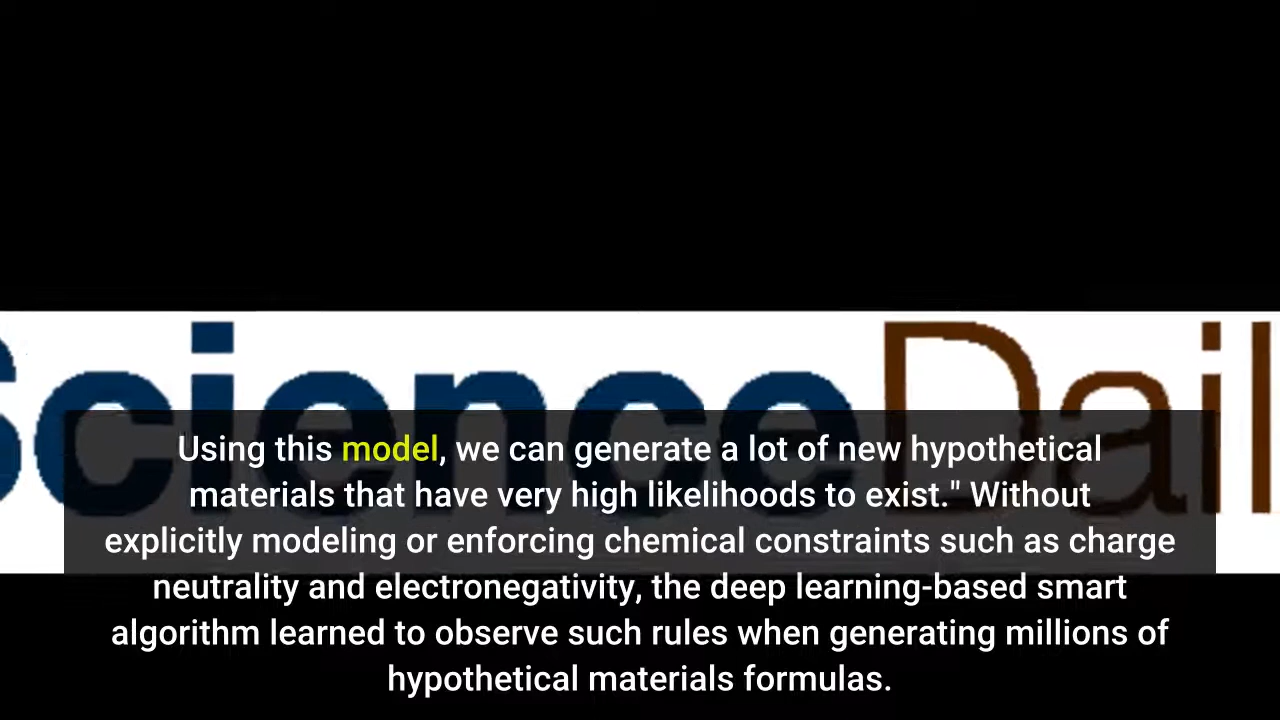 ScienceDail
Using this model, we can generate a lot of new hypothetical
materials that have very high likelihoods to exist." Without
explicitly modeling or enforcing chemical constraints such as charge
neutrality and electronegativity, the deep learning-based smart
algorithm learned to observe such rules when generating millions of
hypothetical materials formulas.